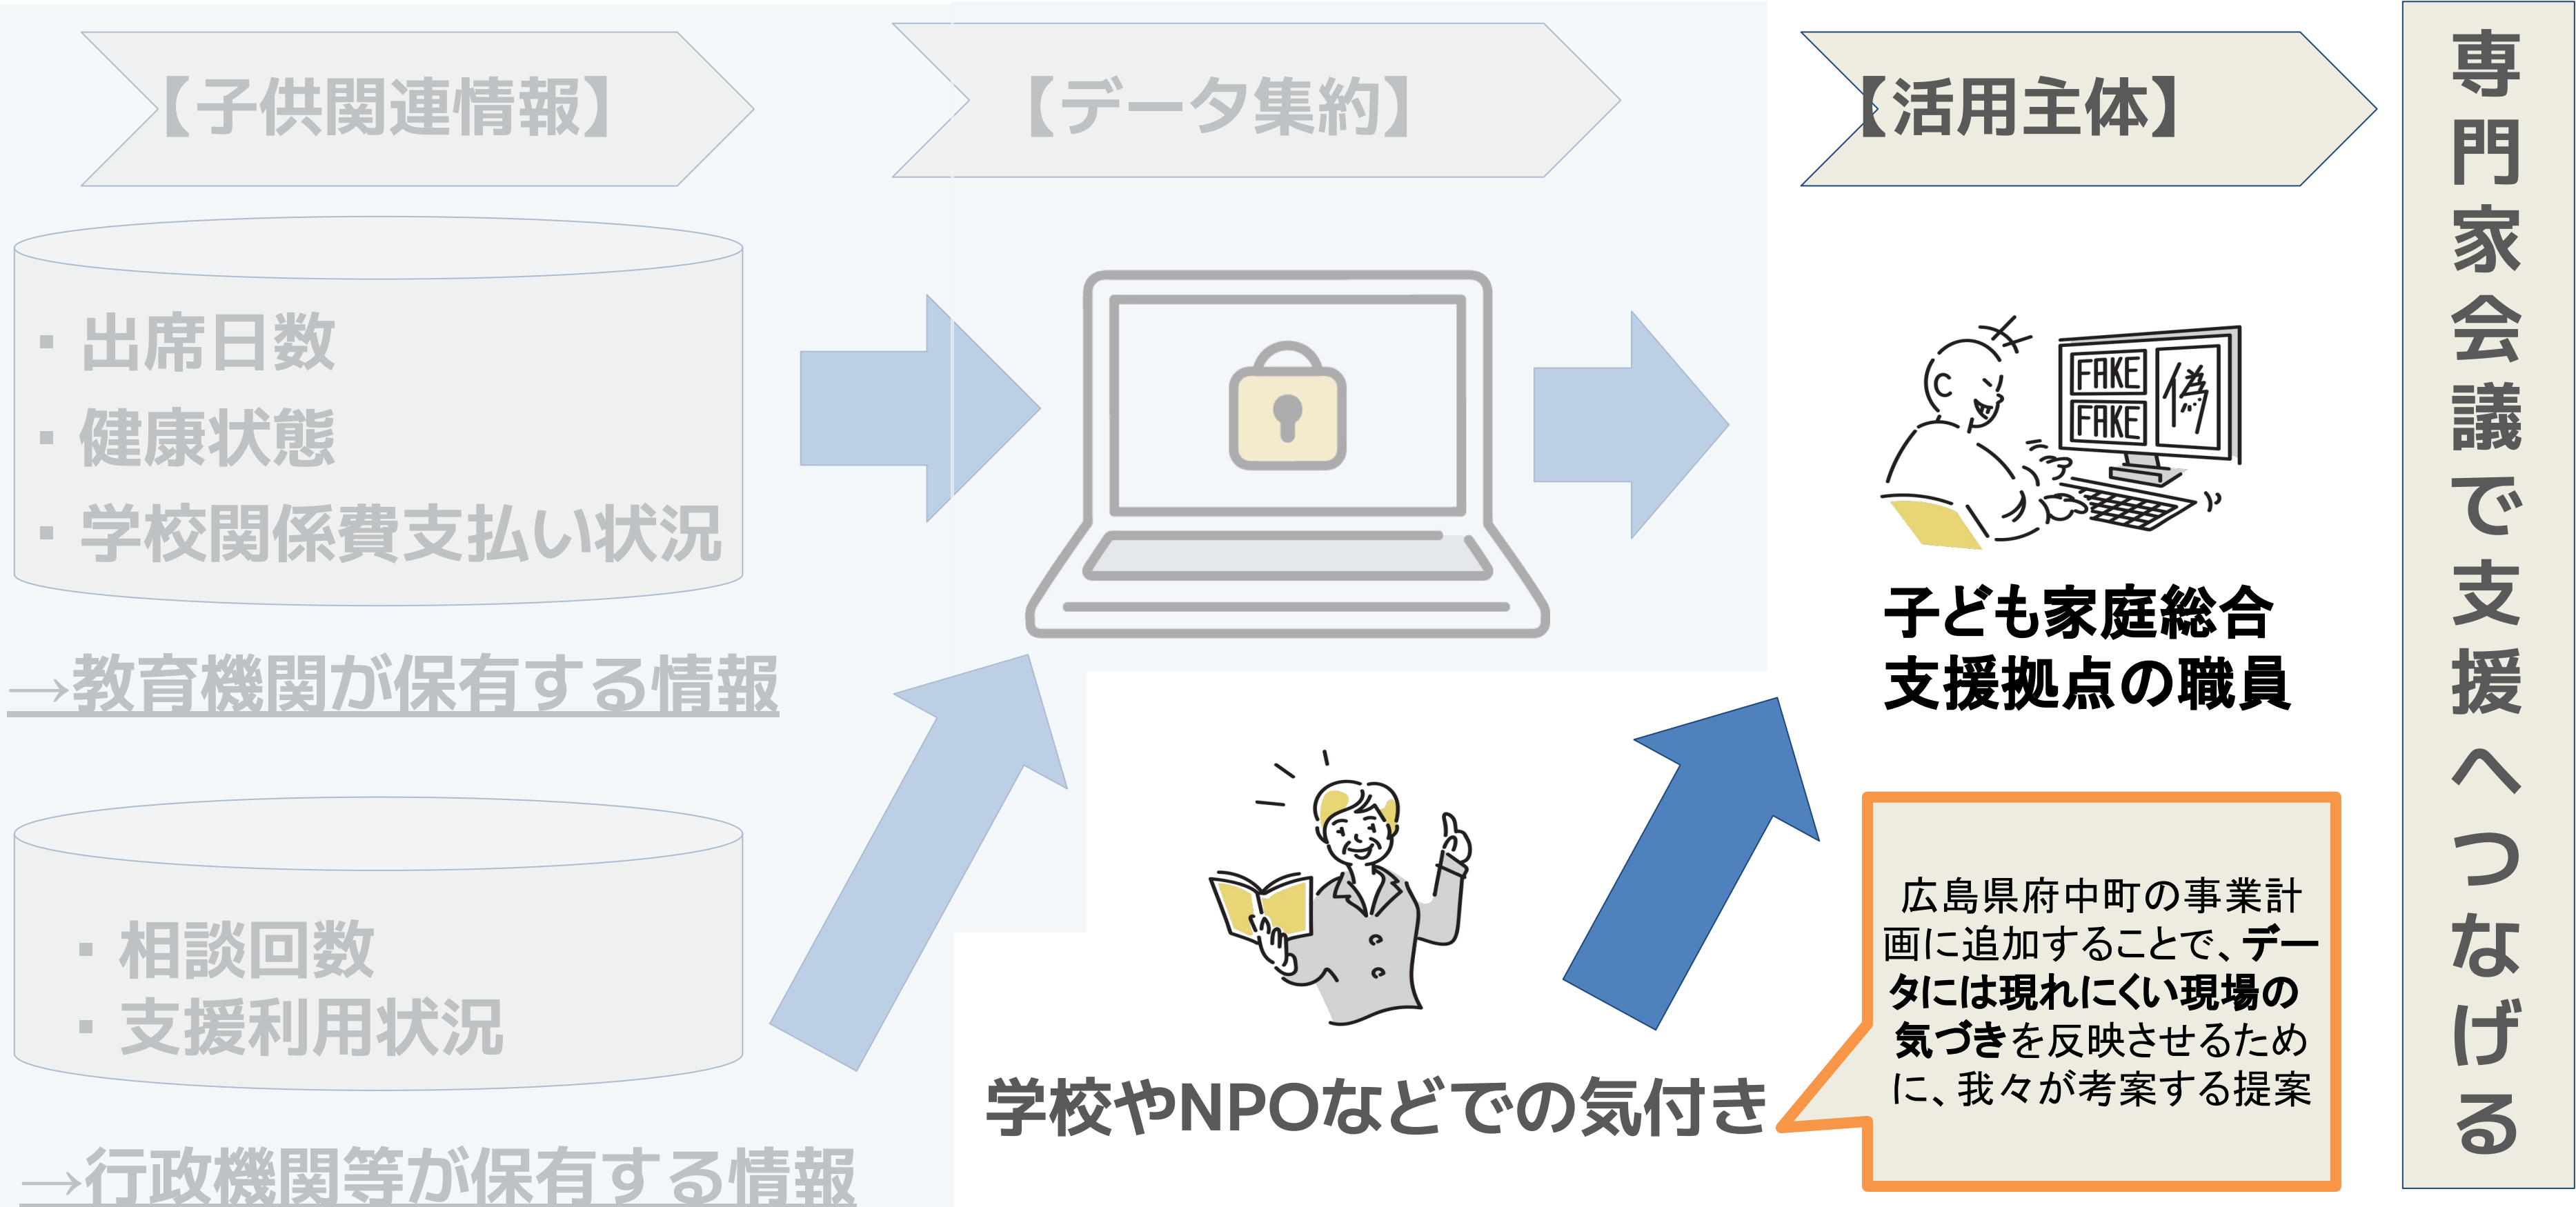 【子供関連情報】
・出席日数
・健康状態
・学校関係費支払い状況
→教育機関が保有する情報
・相談回数
・支援利用状況
→行政機関等が保有する情報
【データ集約】
学校やNPOなどでの気付き
【活用主体】
FAKE
FAKE
偽
子ども家庭総合
支援拠点の職員
広島県府中町の事業計
画に追加することで、デー
タには現れにくい現場の
気づきを反映させるため
に、我々が考案する提案
専門家会議で支援へつなげる